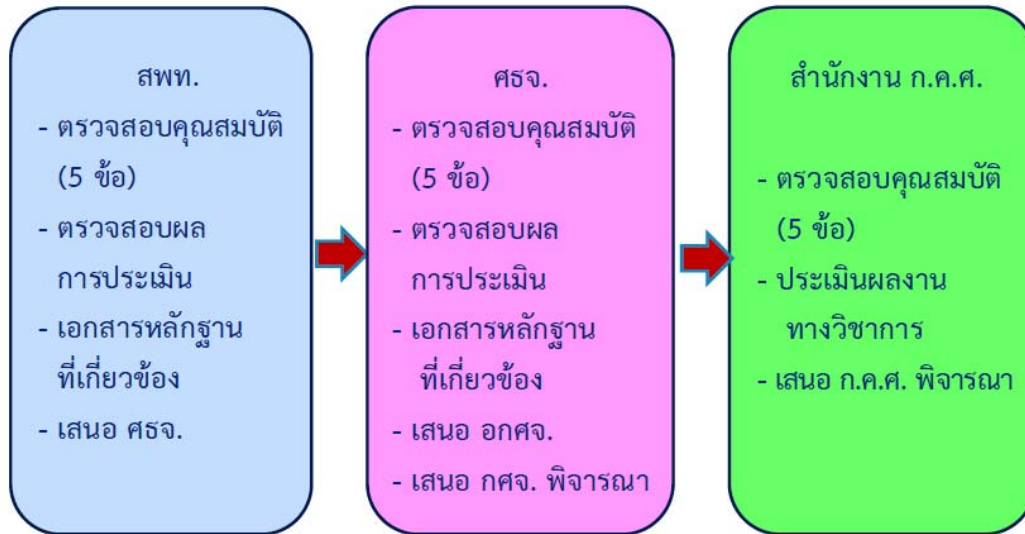 สพท.
- ตรวจสอบคุณสมบัติ
(5 ข้อ)
- ตรวจสอบผล
การประเมิน
- เอกสารหลักฐาน
ที่เกี่ยวข้อง
- เสนอ ศธจ.
ศธจ.
- ตรวจสอบคุณสมบัติ
(5 ข้อ)
- ตรวจสอบผล
การประเมิน
- เอกสารหลักฐาน
ที่เกี่ยวข้อง
- เสนอ อกศจ.
- เสนอ กศจ. พิจารณา
สำนักงาน ก.ค.ศ.
- ตรวจสอบคุณสมบัติ
(5 ข้อ)
- ประเมินผลงาน
ทางวิชาการ
- เสนอ ก.ค.ศ. พิจารณา